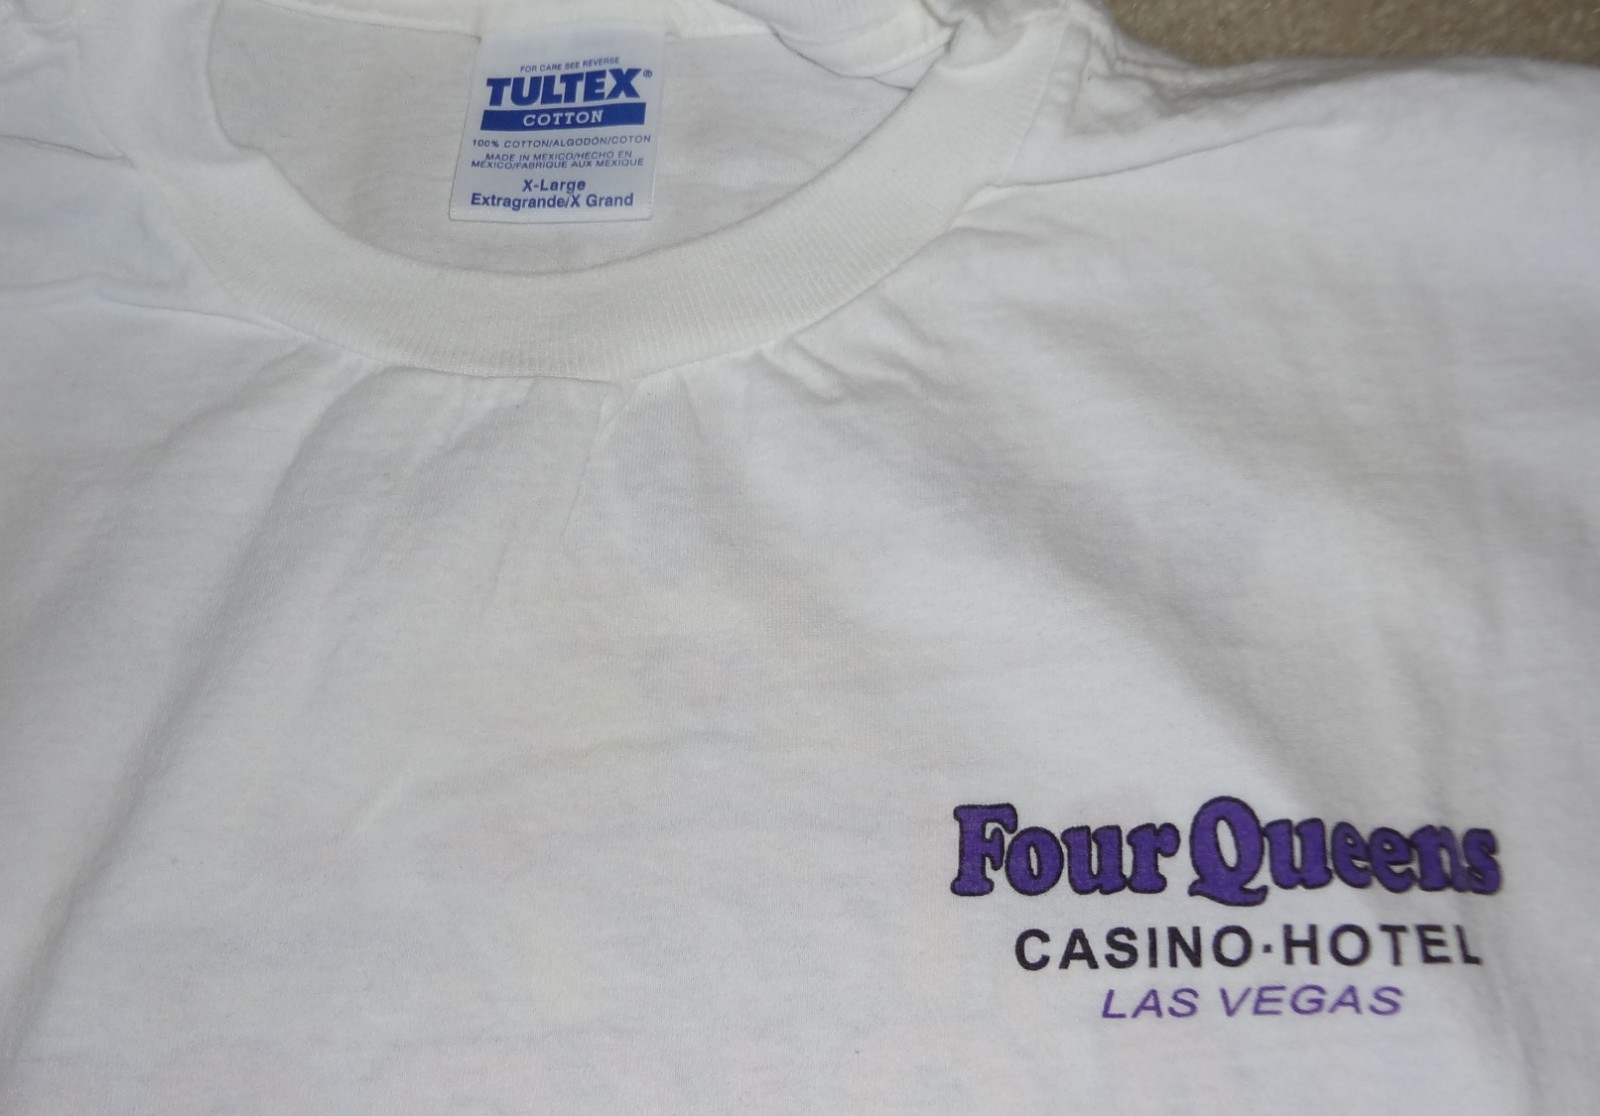 FOR CARE SEE REVERSE
TULTEX®
COTTON
100% COTTON/ALGODÓN/COTON
MADE IN MEXICO/HECHO EN
MÉXICO/FABRIQUE AUX MEXIQUE
X-Large
Extragrande/X Grand
Four Queens
CASINO·HOTEL
LAS VEGAS